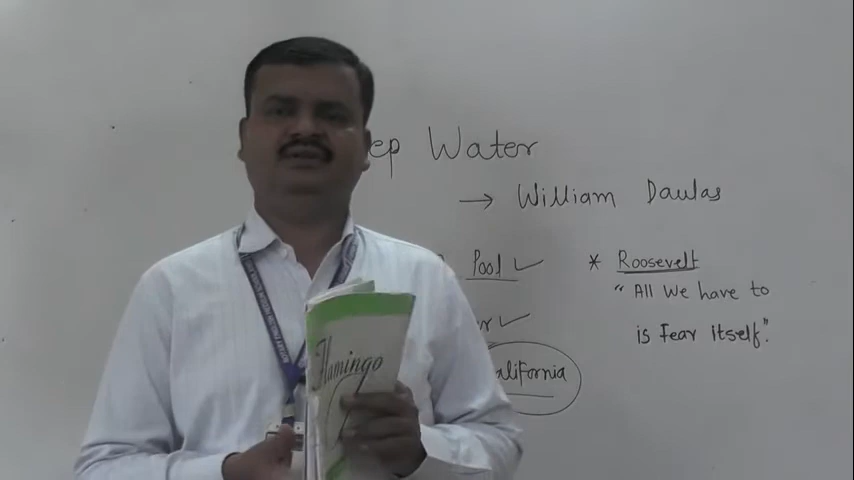 ep Water
→ William Daulas
Pool ✓
r ✓
alifornia
* Roosevelt
" All We have to
is Fear itself".
Flamingo